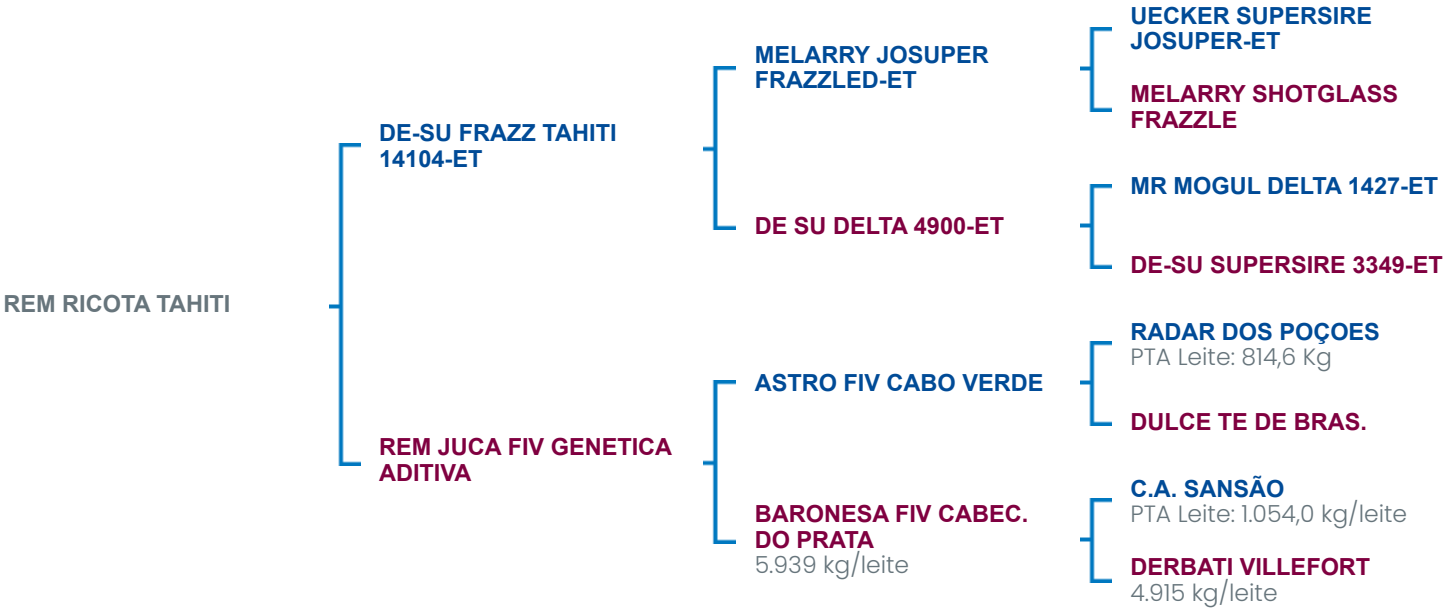 REM RICOTA TAHITI
DE-SU FRAZZ TAHITI
14104-ET
REM JUCA FIV GENETICA
ADITIVA
MELARRY JOSUPER
FRAZZLED-ET
DE SU DELTA 4900-ET
ASTRO FIV CABO VERDE
BARONESA FIV CABEC.
DO PRATA
5.939 kg/leite
UECKER SUPERSIRE
JOSUPER-ET
MELARRY SHOTGLASS
FRAZZLE
MR MOGUL DELTA 1427-ET
DE-SU SUPERSIRE 3349-ET
RADAR DOS POÇOES
PTA Leite: 814,6 Kg
DULCE TE DE BRAS.
C.A. SANSÃO
PTA Leite: 1.054,0 kg/leite
DERBATI VILLEFORT
4.915 kg/leite